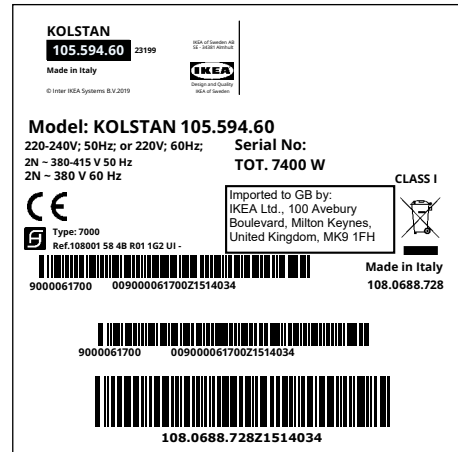 KOLSTAN
105.594.60 23199
Made in Italy
© Inter IKEA Systems B.V.2019
IKEA of Sweden AB
SE - 34381 Älmhult
IKEA
Design and Quality
IKEA of Sweden
Model: KOLSTAN 105.594.60
220-240V; 50Hz; or 220V; 60Hz;
Serial No:
2N ~ 380-415 V 50 Hz
2N ~ 380 V 60 Hz
TOT. 7400 W
CLASS I
CE
Imported to GB by:
IKEA Ltd., 100 Avebury
Boulevard, Milton Keynes,
United Kingdom, MK9 1FH
Type: 7000
Ref.108001 58 4B R01 1G2 UI -
Made in Italy
108.0688.728
9000061700 009000061700Z1514034
9000061700 009000061700Z1514034
108.0688.728Z1514034